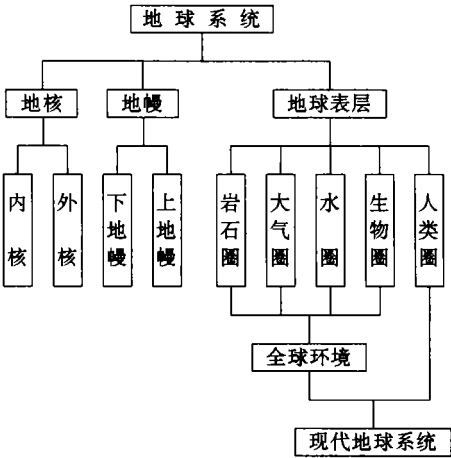 地球系统
地核
地幔
地球表层
内核
外核
下地幔
上地幔
岩石圈
大气圈
水圈
生物圈
人类圈
全球环境
现代地球系统